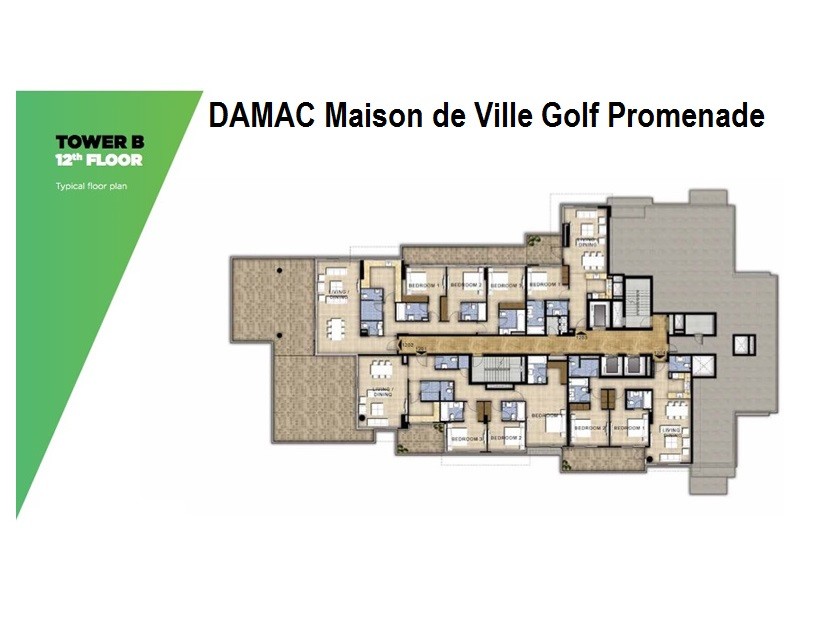 DAMAC Maison de Ville Golf Promenade
TOWER B
12th FLOOR
Typical floor plan
LIVING
DINING
LIVING /
BEDROOM 1
BEDROOM 2
BEDROOM 3
BEDROOM 1
LIVING /
DINING
BEDROOM 3
BEDROOM 2
BEDROOM 1
BEDROOM 2
BEDROOM 1
LIVING